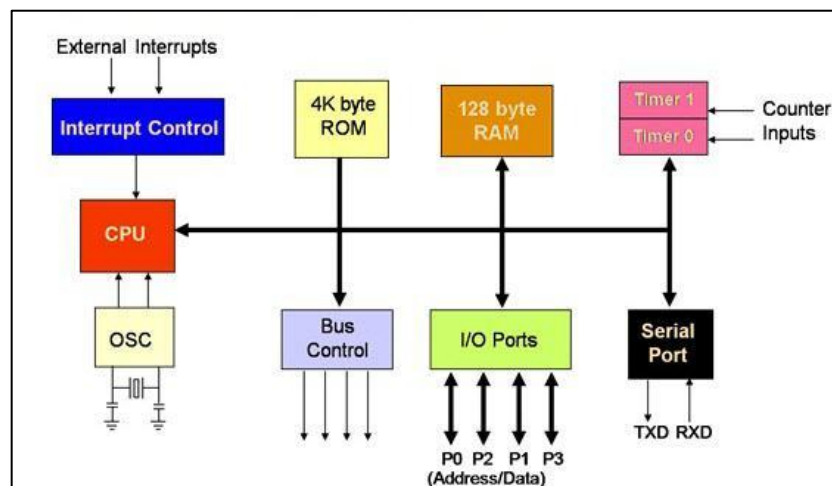 External Interrupts
Interrupt Control
4K byte
ROM
128 byte
RAM
Timer 1
Timer 0
Counter
Inputs
CPU
OSC
Bus
Control
I/O Ports
Serial
Port
P0 P2 P1 P3
(Address/Data)
TXD RXD